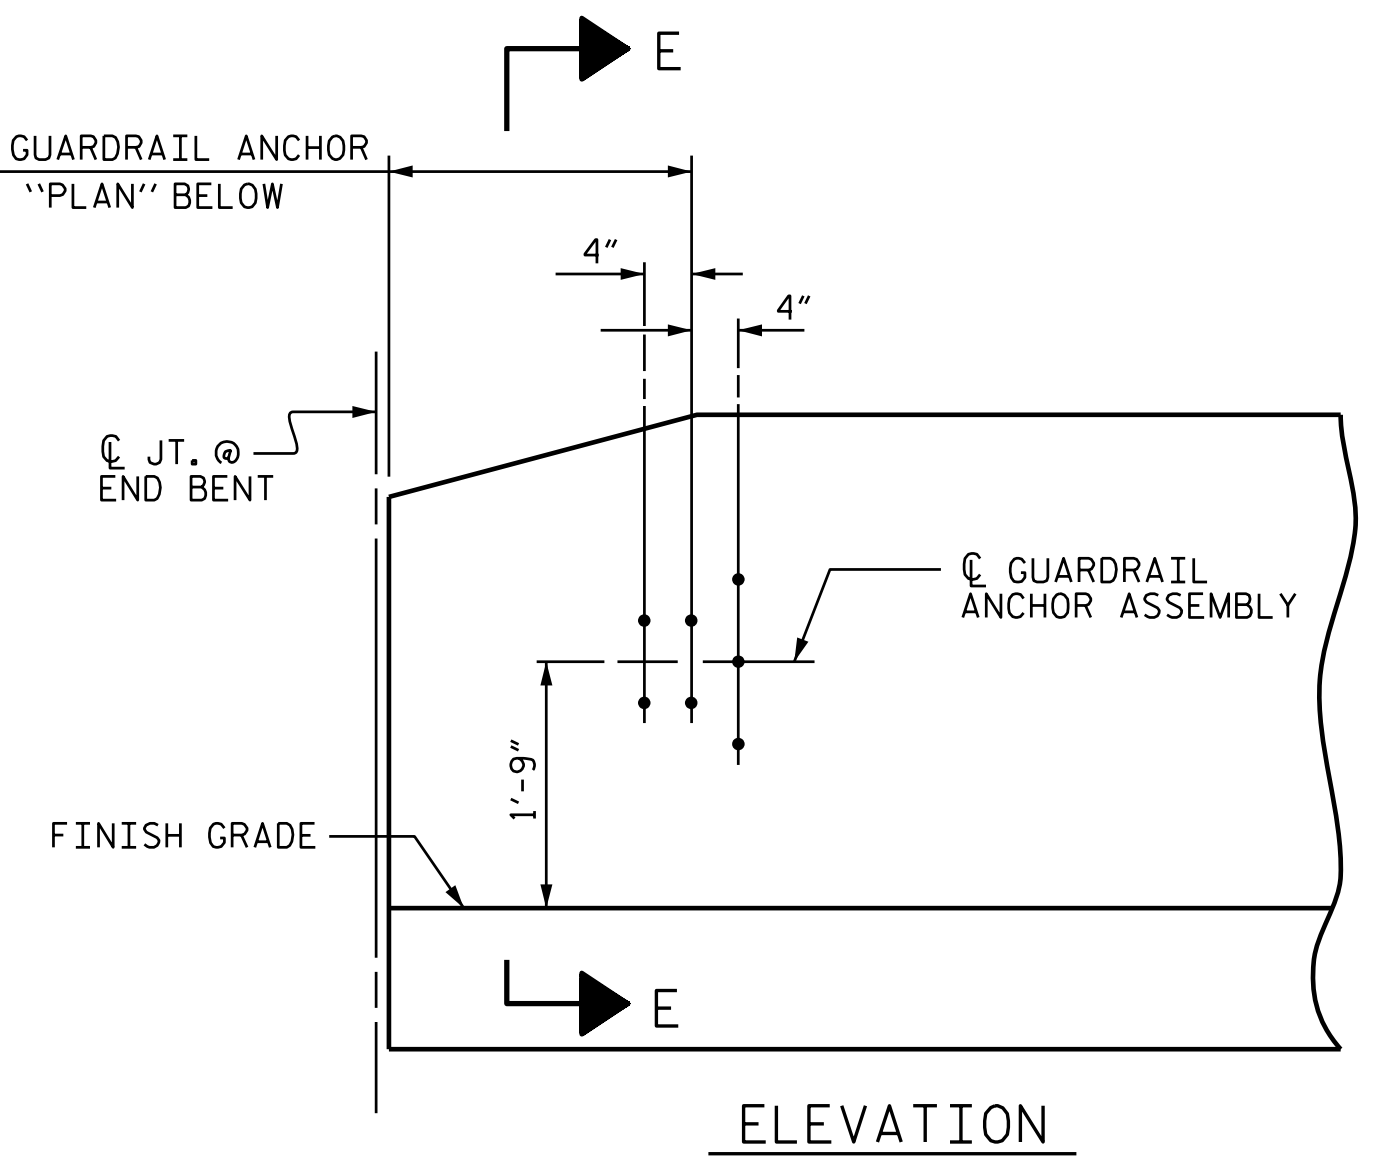 E
GUARDRAIL ANCHOR
"PLAN" BELOW
4"
4"
℄ JT. @
END BENT
℄ GUARDRAIL
ANCHOR ASSEMBLY
1'-9"
FINISH GRADE
E
ELEVATION